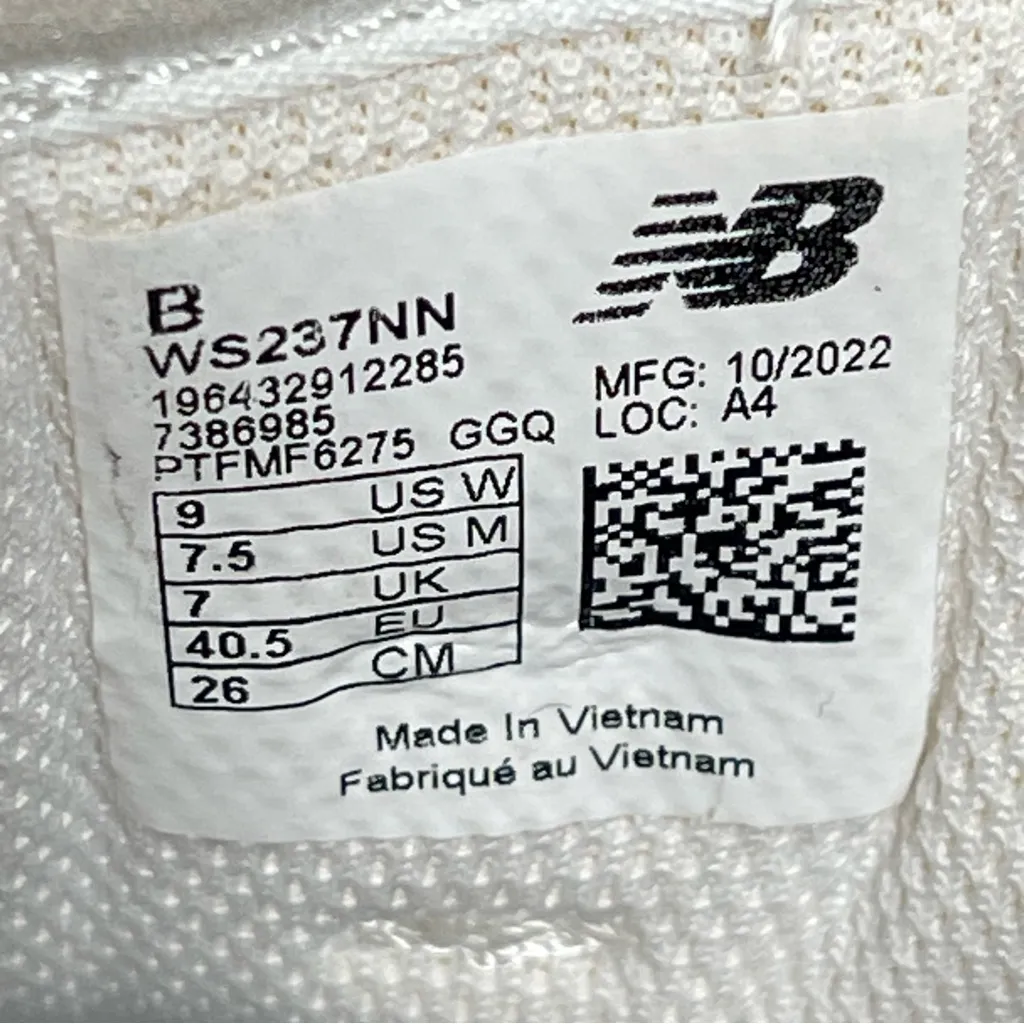 NB
B
WS237NN
196432912285
7386985
PTFMF6275 GGQ
MFG: 10/2022
LOC: A4
9 US W
7.5 US M
7 UK
40.5 EU
26 CM
Made In Vietnam
Fabriqué au Vietnam